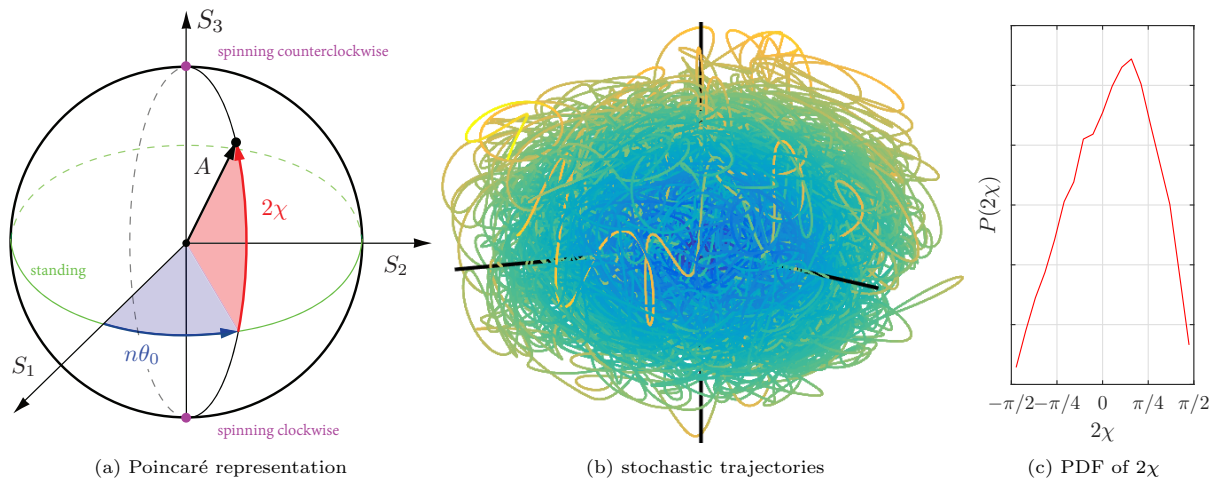 S₃
spinning counterclockwise
A
2χ
standing
S₂
nθ₀
S₁
spinning clockwise
(a) Poincaré representation
(b) stochastic trajectories
P(2χ)
−π/2 −π/4 0 π/4 π/2
2χ
(c) PDF of 2χ